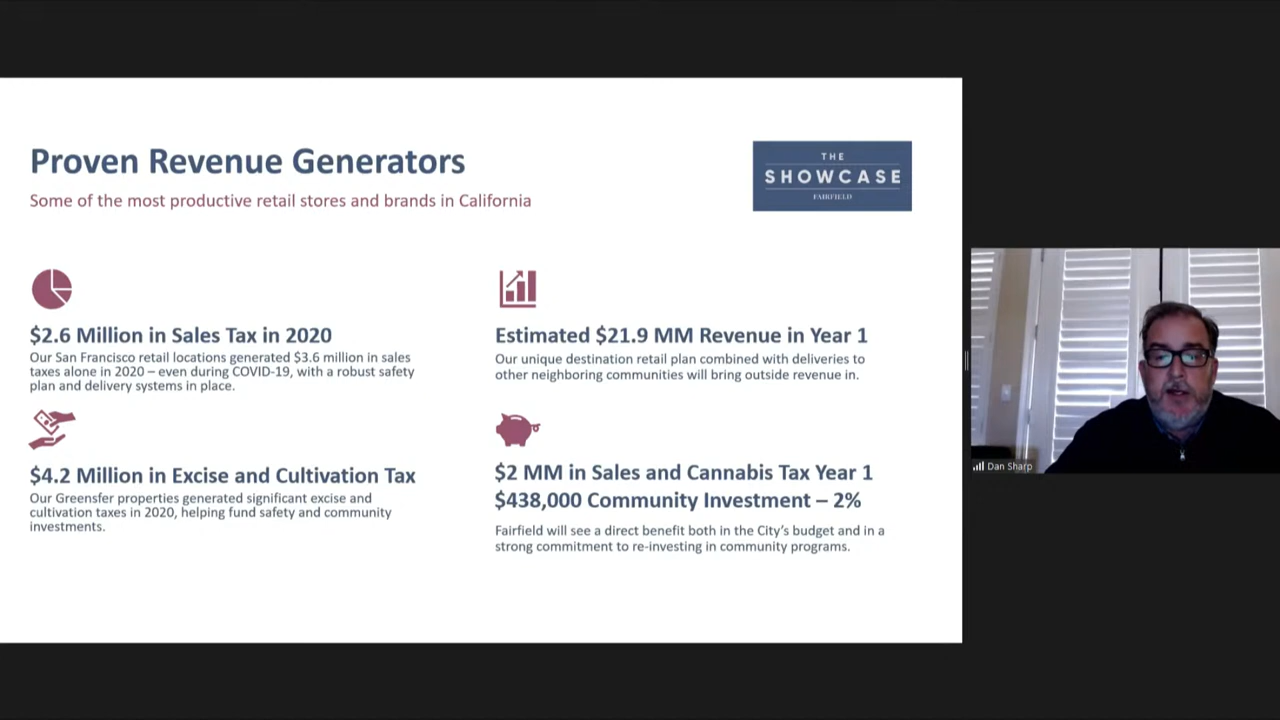 Proven Revenue Generators
Some of the most productive retail stores and brands in California
THE
SHOWCASE
FAIRFIELD
$2.6 Million in Sales Tax in 2020
Our San Francisco retail locations generated $3.6 million in sales
taxes alone in 2020 – even during COVID-19, with a robust safety
plan and delivery systems in place.
Estimated $21.9 MM Revenue in Year 1
Our unique destination retail plan combined with deliveries to
other neighboring communities will bring outside revenue in.
$4.2 Million in Excise and Cultivation Tax
Our Greensfer properties generated significant excise and
cultivation taxes in 2020, helping fund safety and community
investments.
$2 MM in Sales and Cannabis Tax Year 1
$438,000 Community Investment – 2%
Fairfield will see a direct benefit both in the City's budget and in a
strong commitment to re-investing in community programs.
Dan Sharp